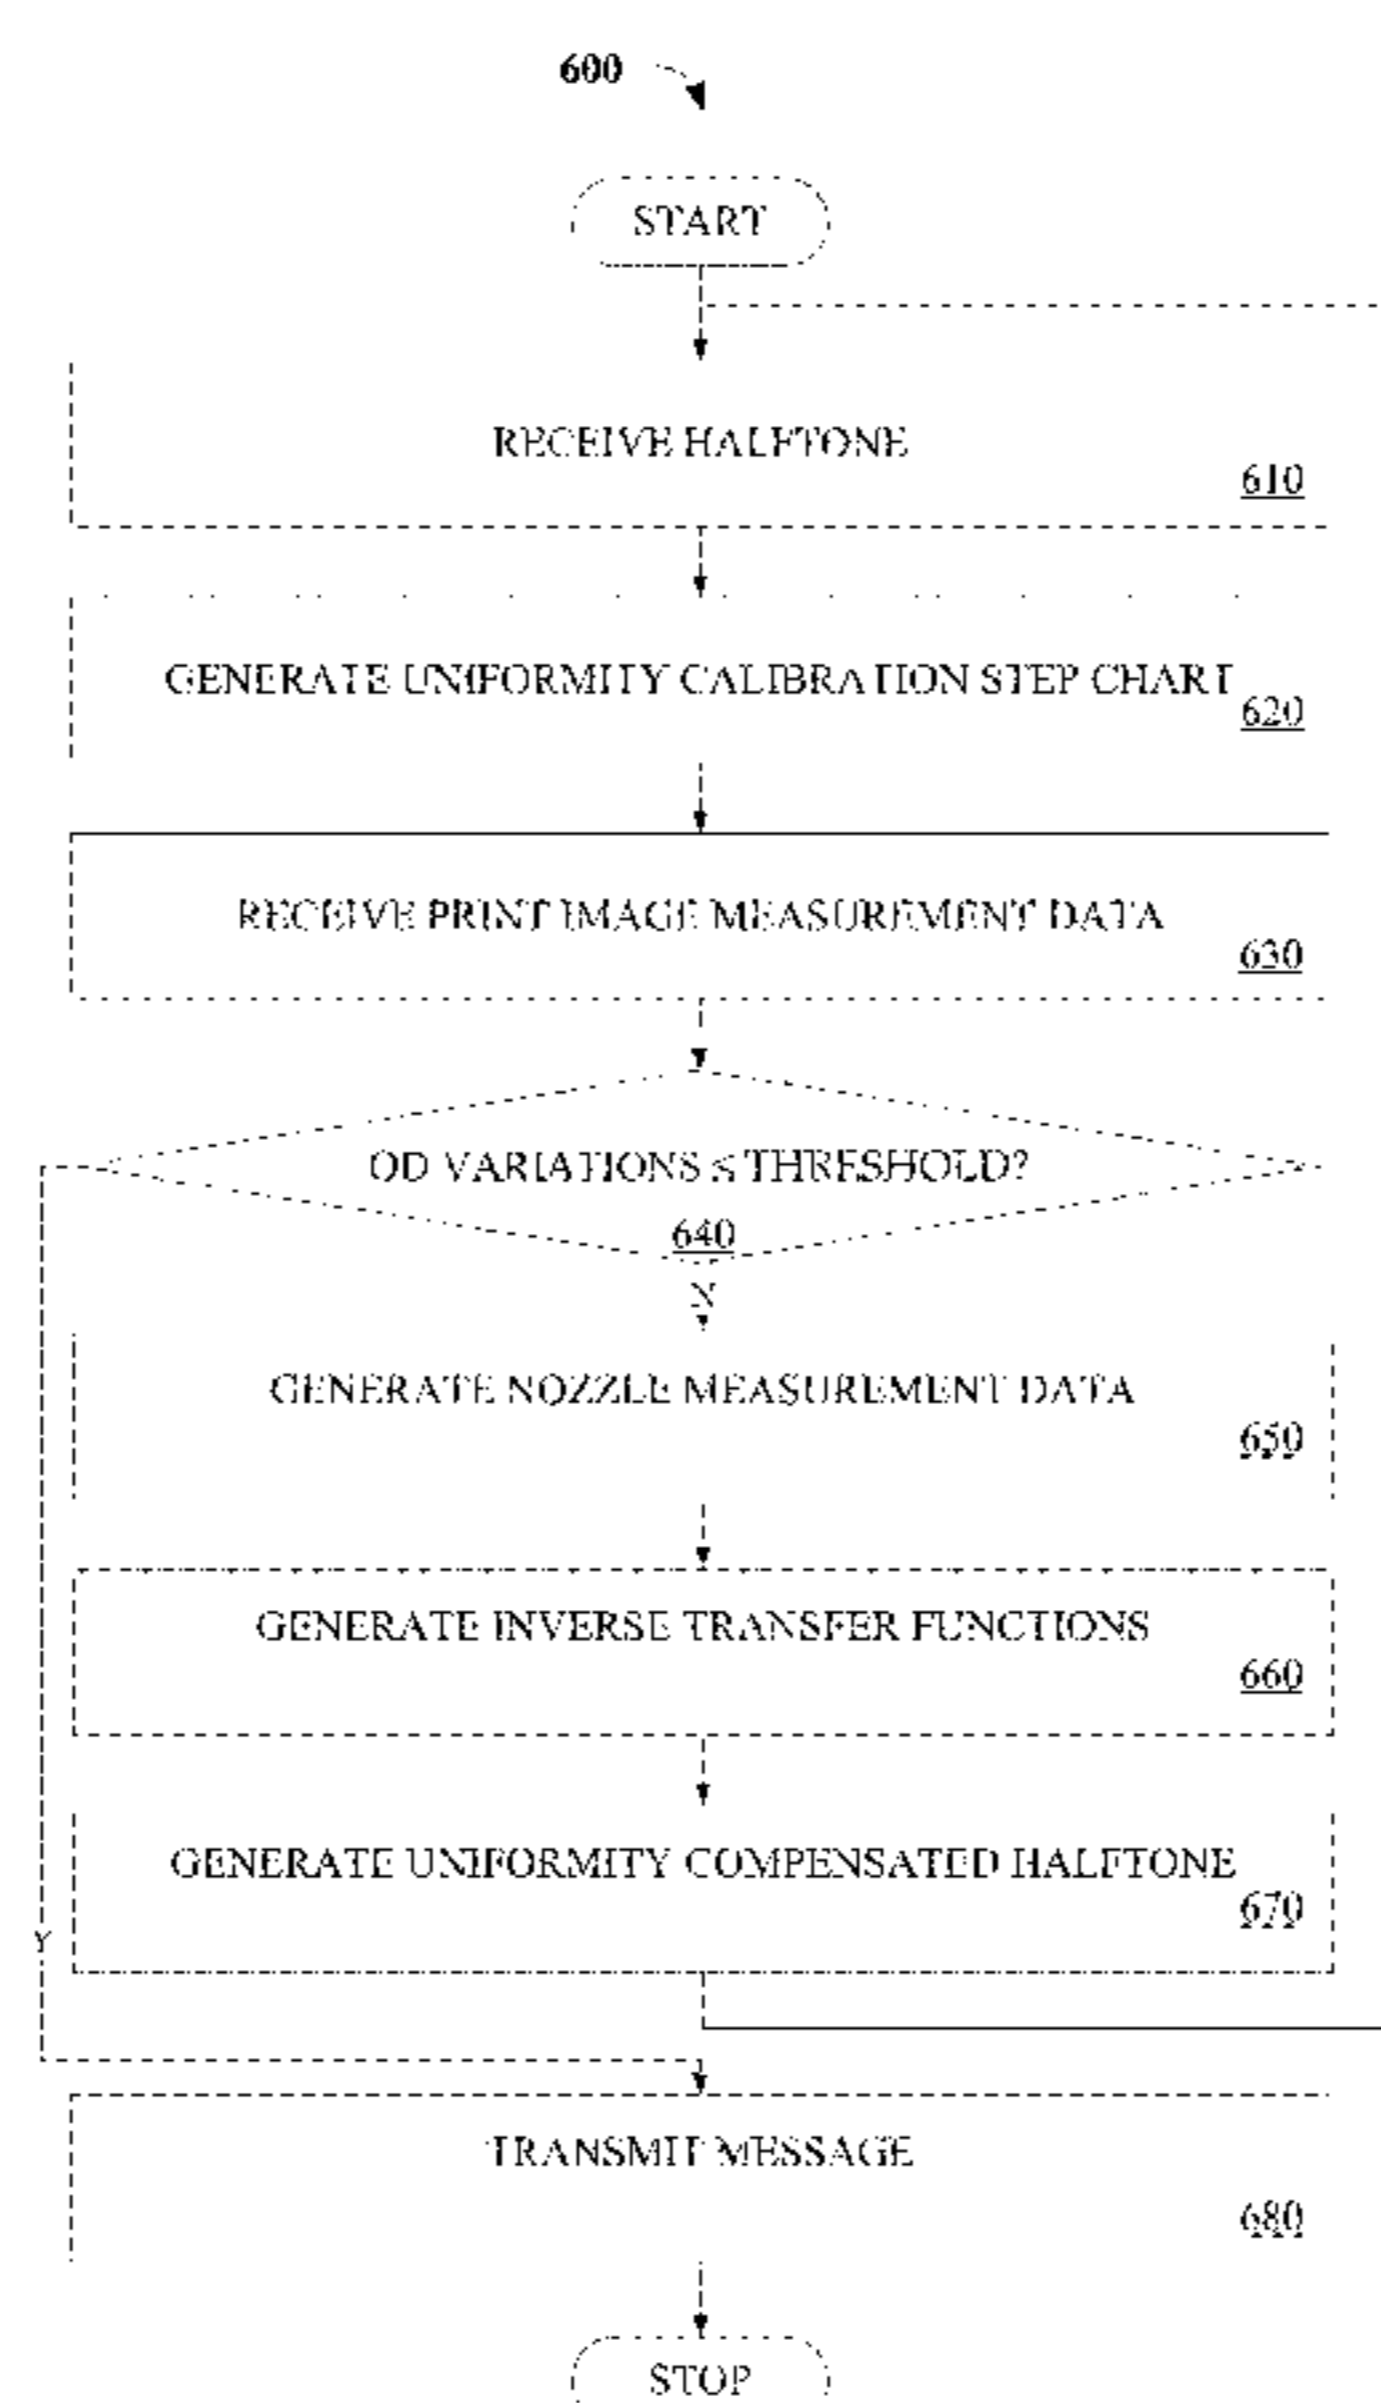 600
START
RECEIVE HALFTONE
610
GENERATE UNIFORMITY CALIBRATION STEP CHART
620
RECEIVE PRINT IMAGE MEASUREMENT DATA
630
OD VARIATIONS ≤ THRESHOLD?
640
N
GENERATE NOZZLE MEASUREMENT DATA
650
GENERATE INVERSE TRANSFER FUNCTIONS
660
GENERATE UNIFORMITY COMPENSATED HALFTONE
670
Y
TRANSMIT MESSAGE
680
STOP